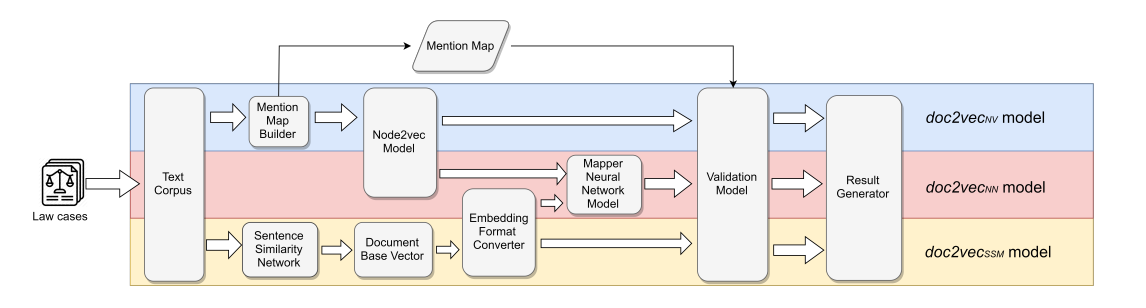 Mention Map
Mention
Map
Builder
Node2vec
Model
doc2vecNV model
Law cases
Text
Corpus
Mapper
Neural
Network
Model
Validation
Model
Result
Generator
doc2vecNN model
Sentence
Similarity
Network
Document
Base Vector
Embedding
Format
Converter
doc2vecSSM model